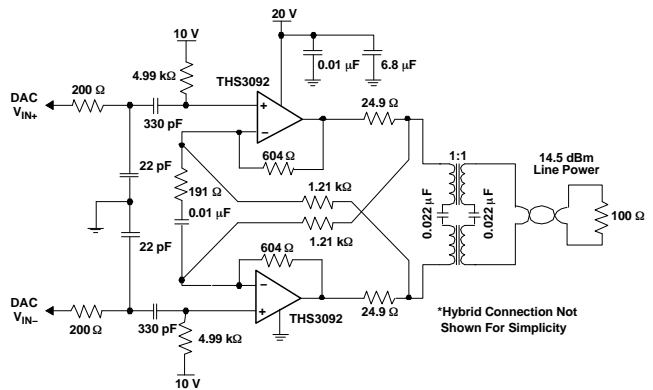 20 V
10 V
0.01 µF
6.8 µF
THS3092
4.99 kΩ
200 Ω
24.9 Ω
DAC
VIN+
+
330 pF
−
1:1
14.5 dBm
Line Power
604 Ω
22 pF
191 Ω
1.21 kΩ
0.022 µF
0.022 µF
100 Ω
0.01 µF
1.21 kΩ
22 pF
604 Ω
−
DAC
VIN−
+
24.9 Ω
*Hybrid Connection Not
Shown For Simplicity
200 Ω
330 pF
THS3092
4.99 kΩ
10 V